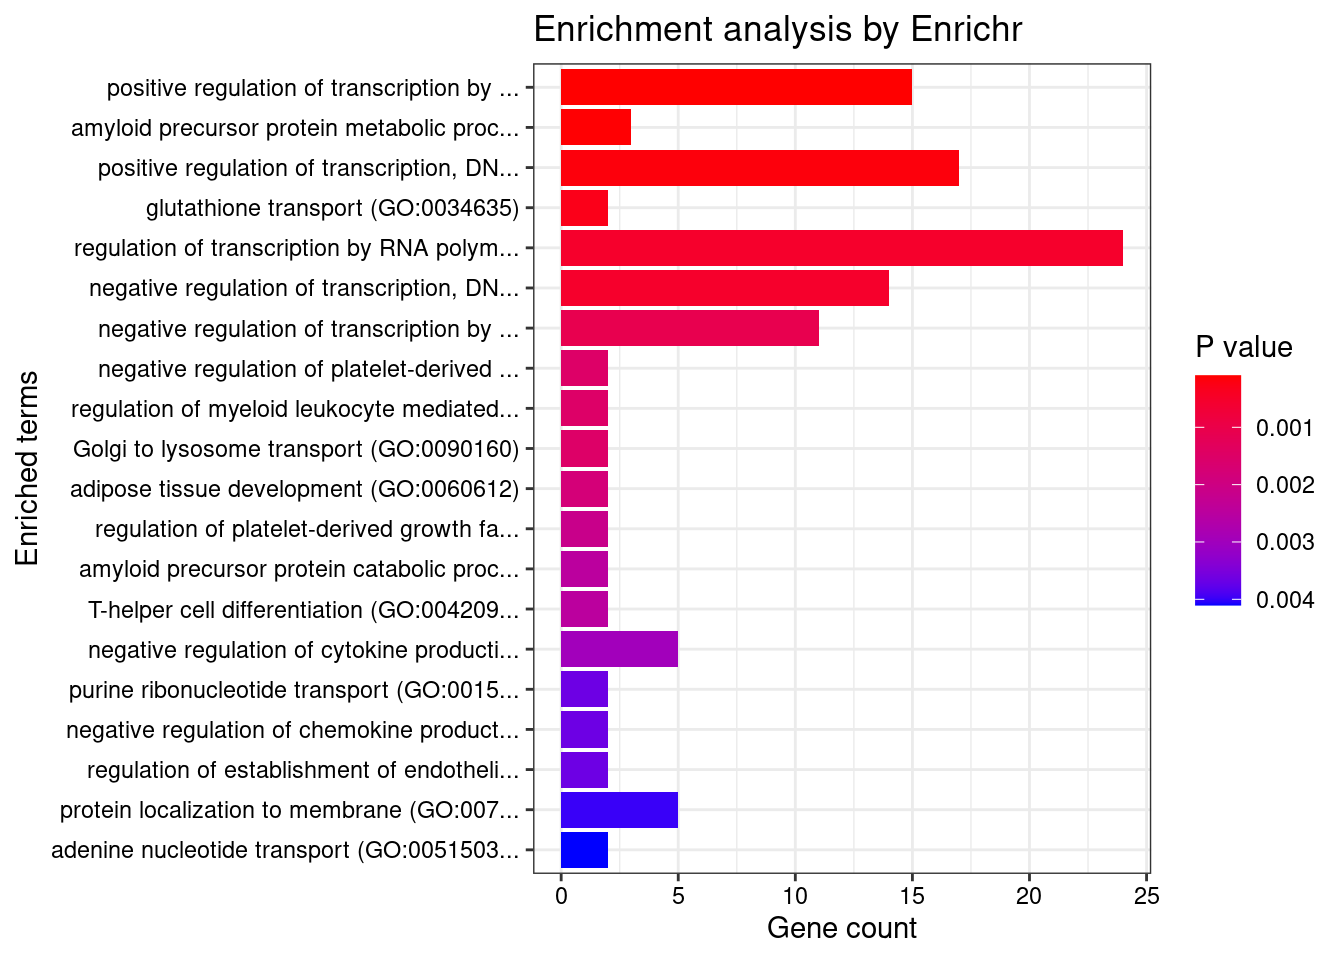 Enrichment analysis by Enrichr
Enriched terms
positive regulation of transcription by ...
amyloid precursor protein metabolic proc...
positive regulation of transcription, DN...
glutathione transport (GO:0034635)
regulation of transcription by RNA polym...
negative regulation of transcription, DN...
negative regulation of transcription by ...
negative regulation of platelet-derived ...
regulation of myeloid leukocyte mediated...
Golgi to lysosome transport (GO:0090160)
adipose tissue development (GO:0060612)
regulation of platelet-derived growth fa...
amyloid precursor protein catabolic proc...
T-helper cell differentiation (GO:004209...
negative regulation of cytokine producti...
purine ribonucleotide transport (GO:0015...
negative regulation of chemokine product...
regulation of establishment of endotheli...
protein localization to membrane (GO:007...
adenine nucleotide transport (GO:0051503...
0 5 10 15 20 25
Gene count
P value
0.001
0.002
0.003
0.004